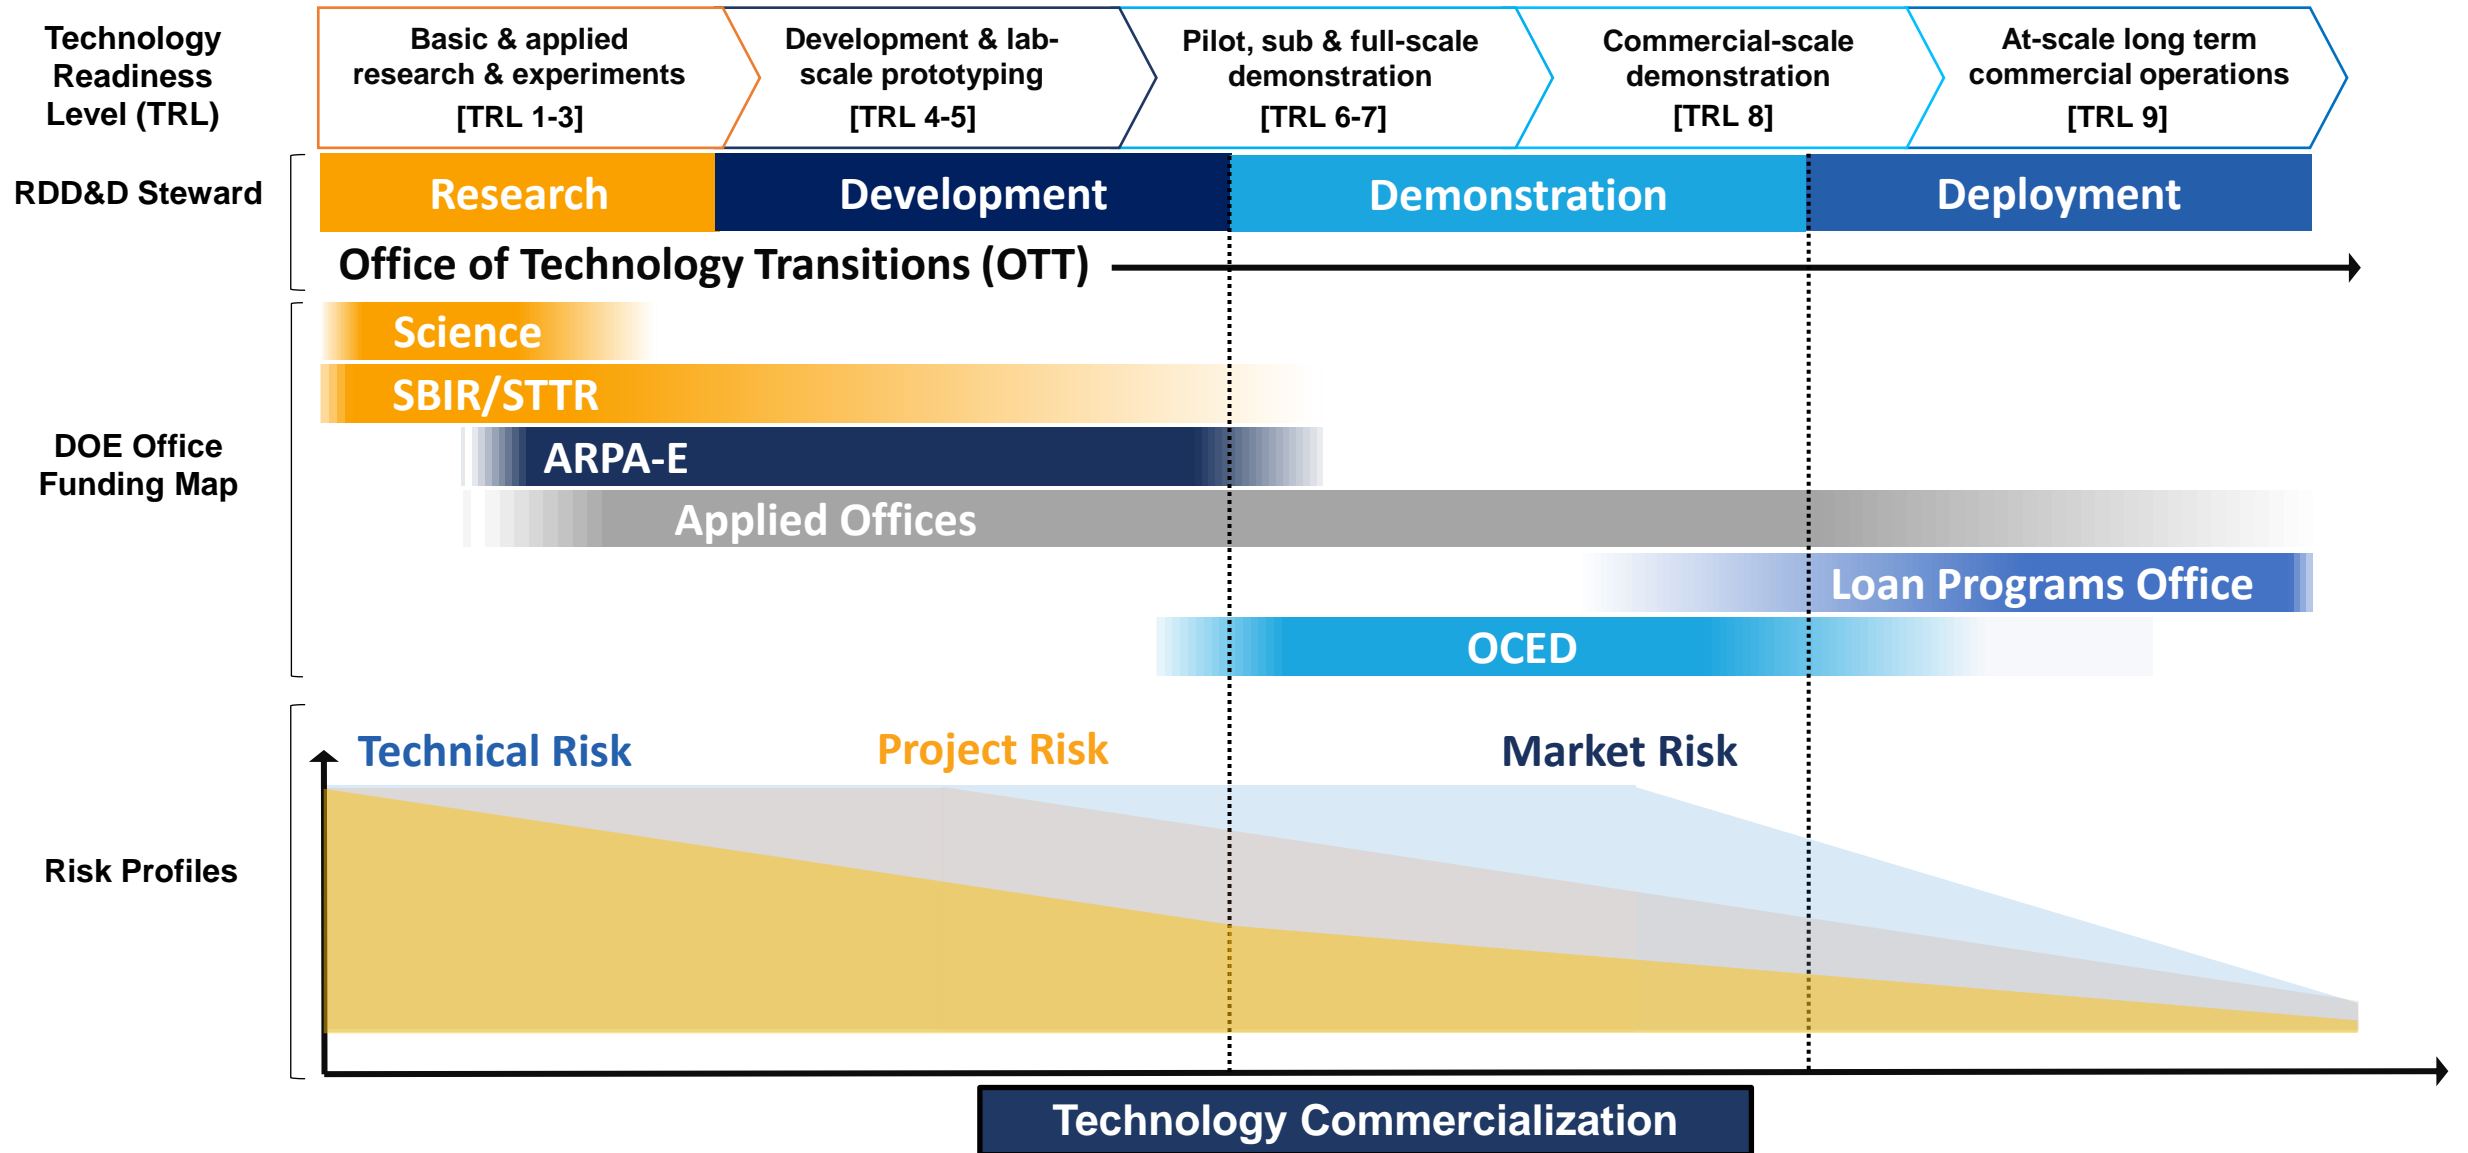 Technology
Readiness
Level (TRL)
Basic & applied
research & experiments
[TRL 1-3]
Development & lab-
scale prototyping
[TRL 4-5]
Pilot, sub & full-scale
demonstration
[TRL 6-7]
Commercial-scale
demonstration
[TRL 8]
At-scale long term
commercial operations
[TRL 9]
RDD&D Steward
Research
Development
Demonstration
Deployment
Office of Technology Transitions (OTT)
DOE Office
Funding Map
Science
SBIR/STTR
ARPA-E
Applied Offices
Loan Programs Office
OCED
Risk Profiles
Technical Risk
Project Risk
Market Risk
Technology Commercialization